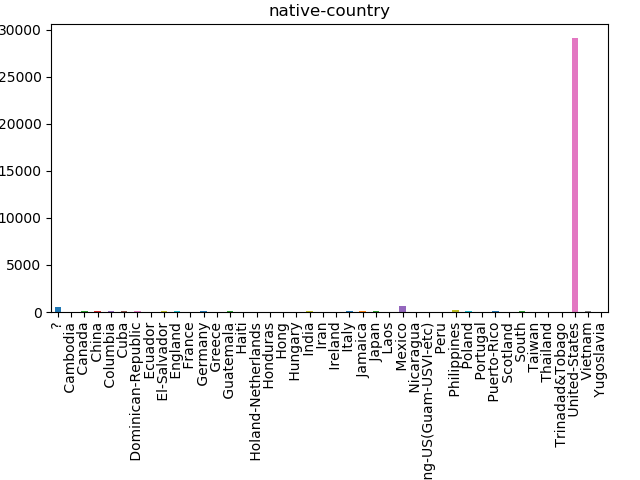 native-country
30000
25000
20000
15000
10000
5000
0
?
Cambodia
Canada
China
Columbia
Cuba
Dominican-Republic
Ecuador
El-Salvador
England
France
Germany
Greece
Guatemala
Haiti
Holand-Netherlands
Honduras
Hong
Hungary
India
Iran
Ireland
Italy
Jamaica
Japan
Laos
Mexico
Nicaragua
ng-US(Guam-USVI-etc)
Peru
Philippines
Poland
Portugal
Puerto-Rico
Scotland
South
Taiwan
Thailand
Trinadad&Tobago
United-States
Vietnam
Yugoslavia